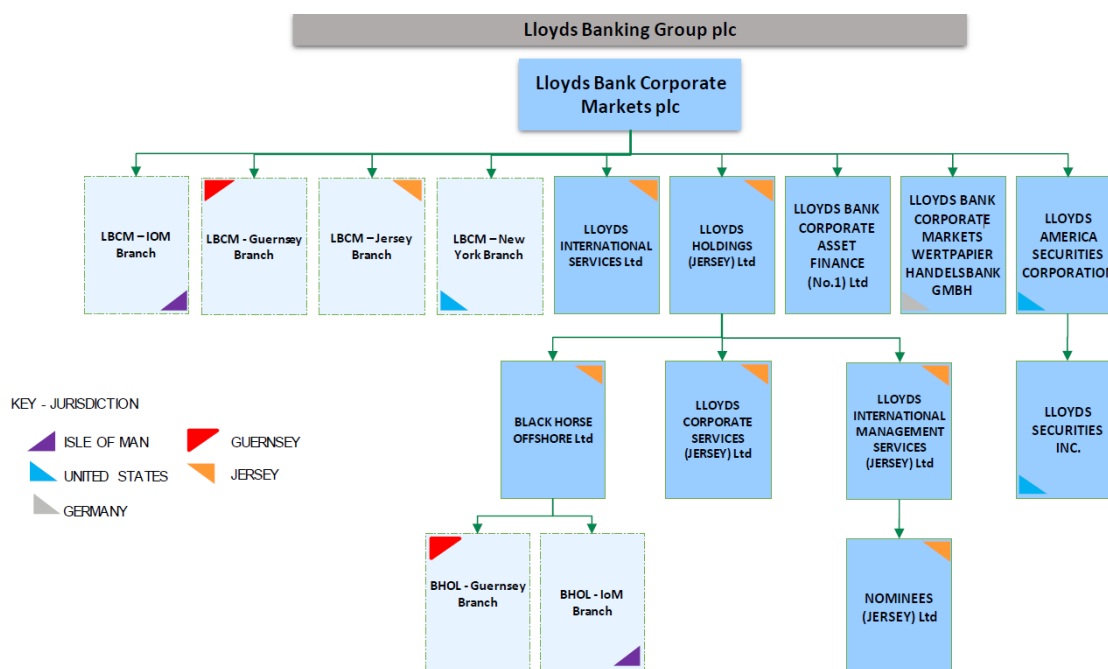 Lloyds Banking Group plc
Lloyds Bank Corporate
Markets plc
LBCM – IOM
Branch
LBCM - Guernsey
Branch
LBCM – Jersey
Branch
LBCM – New
York Branch
LLOYDS
INTERNATIONAL
SERVICES Ltd
LLOYDS
HOLDINGS
(JERSEY) Ltd
LLOYDS BANK
CORPORATE
ASSET
FINANCE
(No.1) Ltd
LLOYDS BANK
CORPORATE
MARKETS
WERTPAPIER
HANDELSBANK
GMBH
LLOYDS
AMERICA
SECURITIES
CORPORATION
BLACK HORSE
OFFSHORE Ltd
LLOYDS
CORPORATE
SERVICES
(JERSEY) Ltd
LLOYDS
INTERNATIONAL
MANAGEMENT
SERVICES
(JERSEY) Ltd
LLOYDS
SECURITIES
INC.
KEY - JURISDICTION
ISLE OF MAN
GUERNSEY
UNITED STATES
JERSEY
GERMANY
BHOL - Guernsey
Branch
BHOL - IoM
Branch
NOMINEES
(JERSEY) Ltd